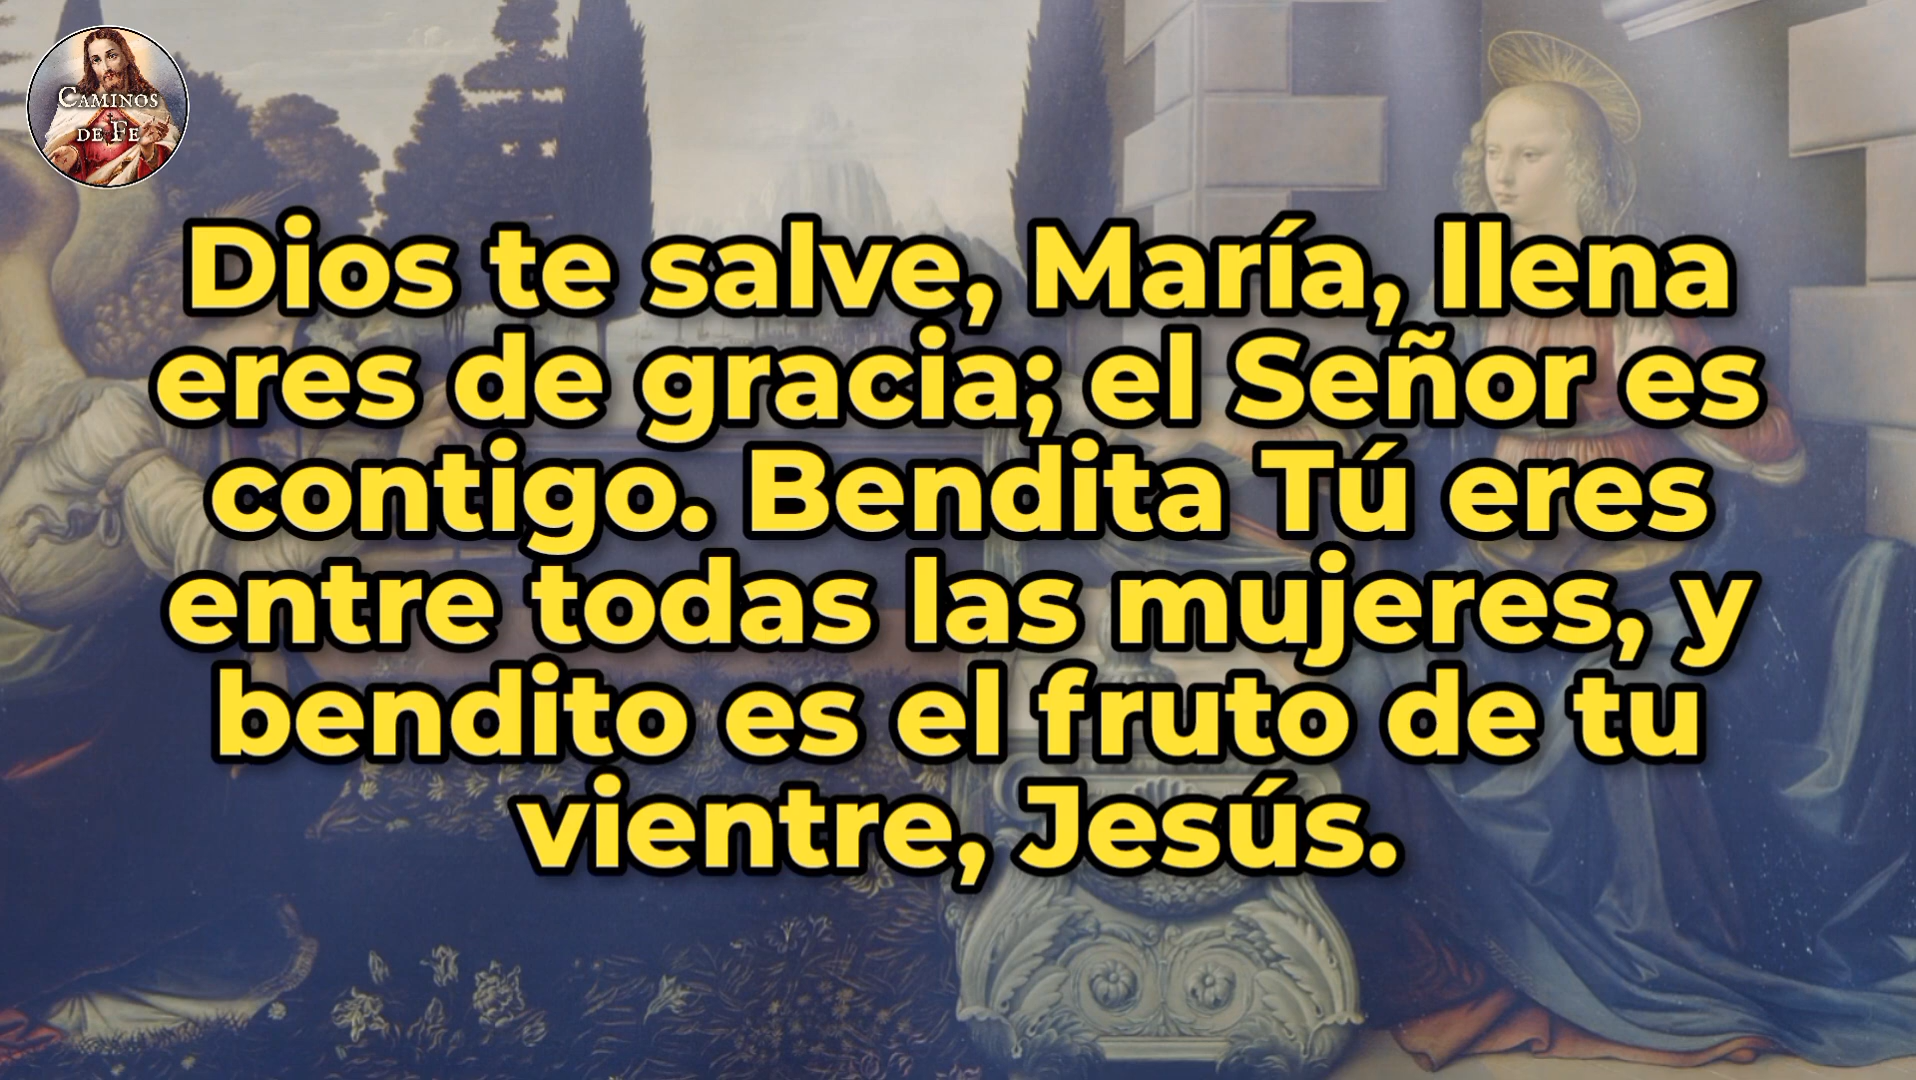 CAMINOS
DE FE
Dios te salve, María, llena
eres de gracia; el Señor es
contigo. Bendita Tú eres
entre todas las mujeres, y
bendito es el fruto de tu
vientre, Jesús.